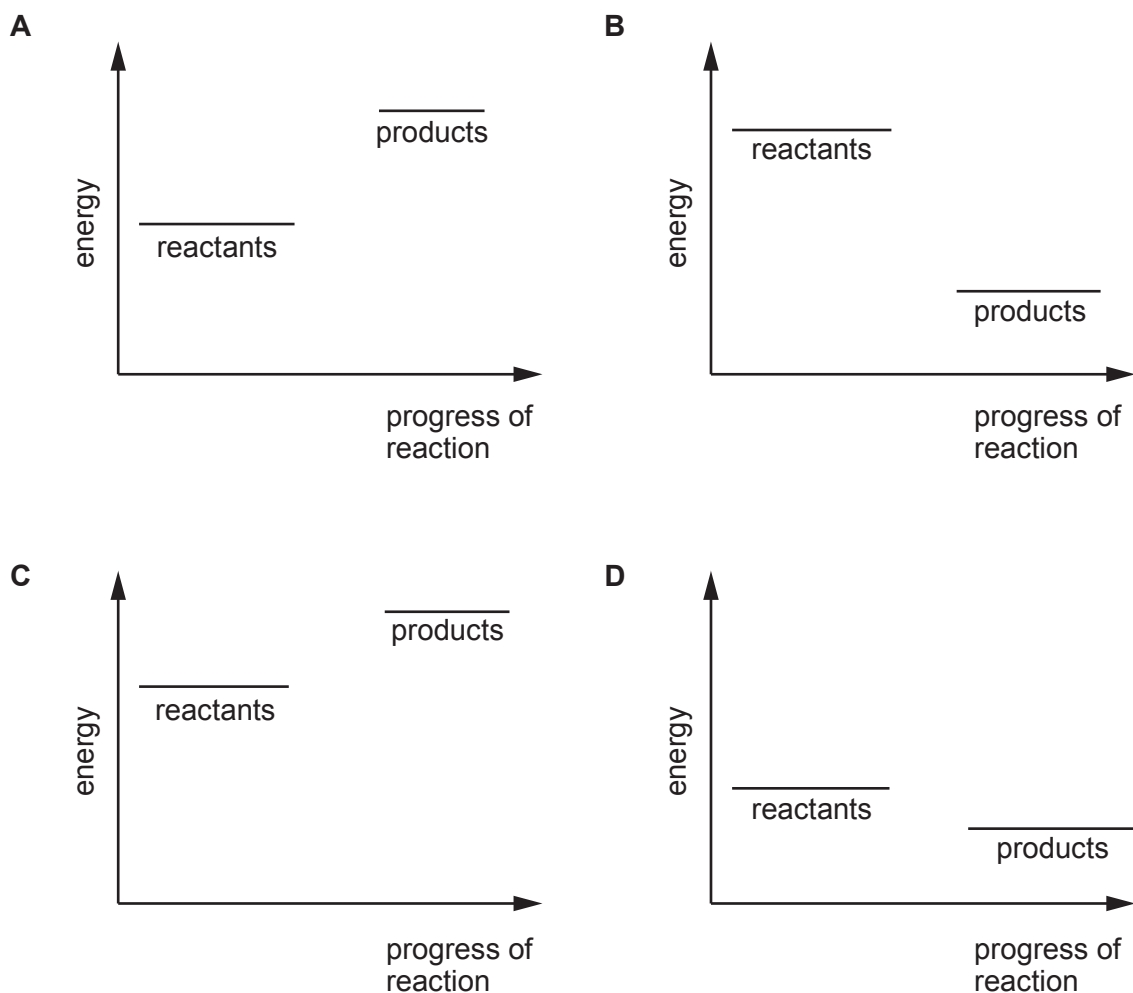 A
energy
products
reactants
progress of
reaction
B
energy
reactants
products
progress of
reaction
C
energy
products
reactants
progress of
reaction
D
energy
reactants
products
progress of
reaction